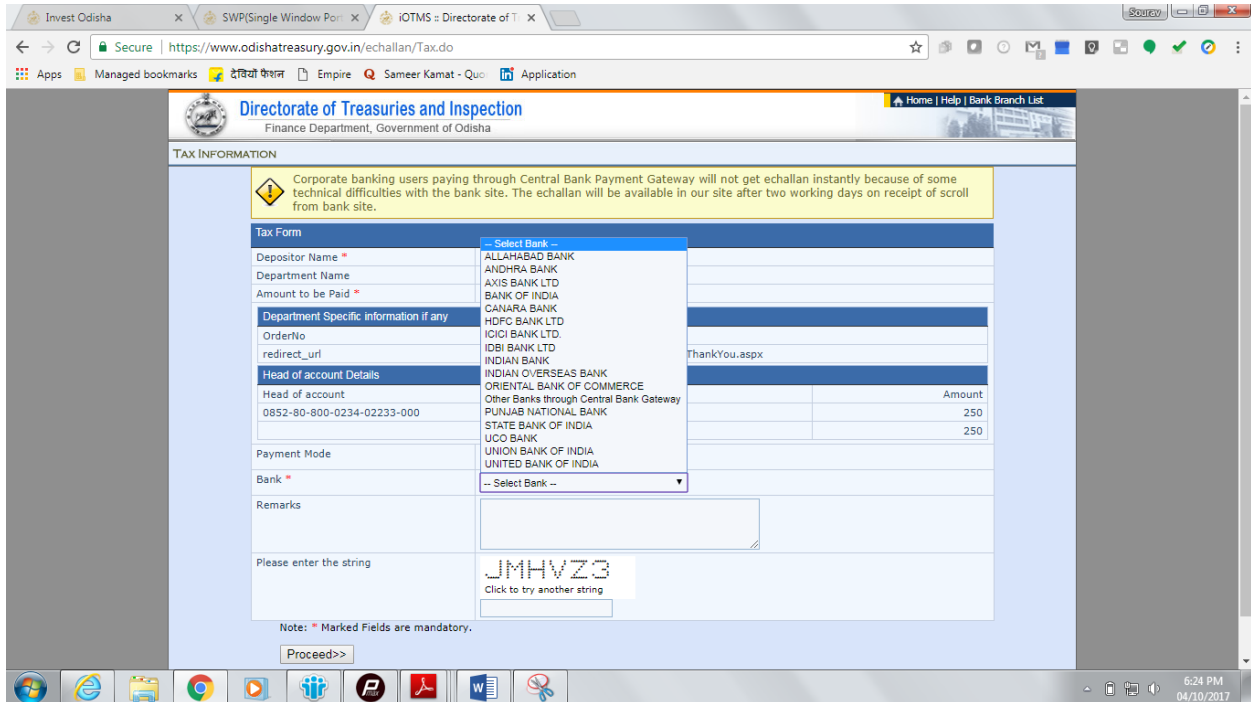 Invest Odisha
SWP(Single Window Port
iOTMS :: Directorate of T
Sourav
Secure | https://www.odishatreasury.gov.in/echallan/Tax.do
Apps
Managed bookmarks
देवियों फैशन
Empire
Sameer Kamat - Quo
Application
Directorate of Treasuries and Inspection
Finance Department, Government of Odisha
Home | Help | Bank Branch List
TAX INFORMATION
Corporate banking users paying through Central Bank Payment Gateway will not get echallan instantly because of some
technical difficulties with the bank site. The echallan will be available in our site after two working days on receipt of scroll
from bank site.
Tax Form
Depositor Name *
Department Name
Amount to be Paid *
Department Specific information if any
OrderNo
redirect_url
ThankYou.aspx
Head of account Details
Head of account
Amount
0852-80-800-0234-02233-000
250
250
Payment Mode
-- Select Bank --
ALLAHABAD BANK
ANDHRA BANK
AXIS BANK LTD
BANK OF INDIA
CANARA BANK
HDFC BANK LTD
ICICI BANK LTD.
IDBI BANK LTD
INDIAN BANK
INDIAN OVERSEAS BANK
ORIENTAL BANK OF COMMERCE
Other Banks through Central Bank Gateway
PUNJAB NATIONAL BANK
STATE BANK OF INDIA
UCO BANK
UNION BANK OF INDIA
UNITED BANK OF INDIA
Bank *
-- Select Bank --
Remarks
Please enter the string
JMHVZ3
Click to try another string
Note: * Marked Fields are mandatory.
Proceed>>
6:24 PM
04/10/2017